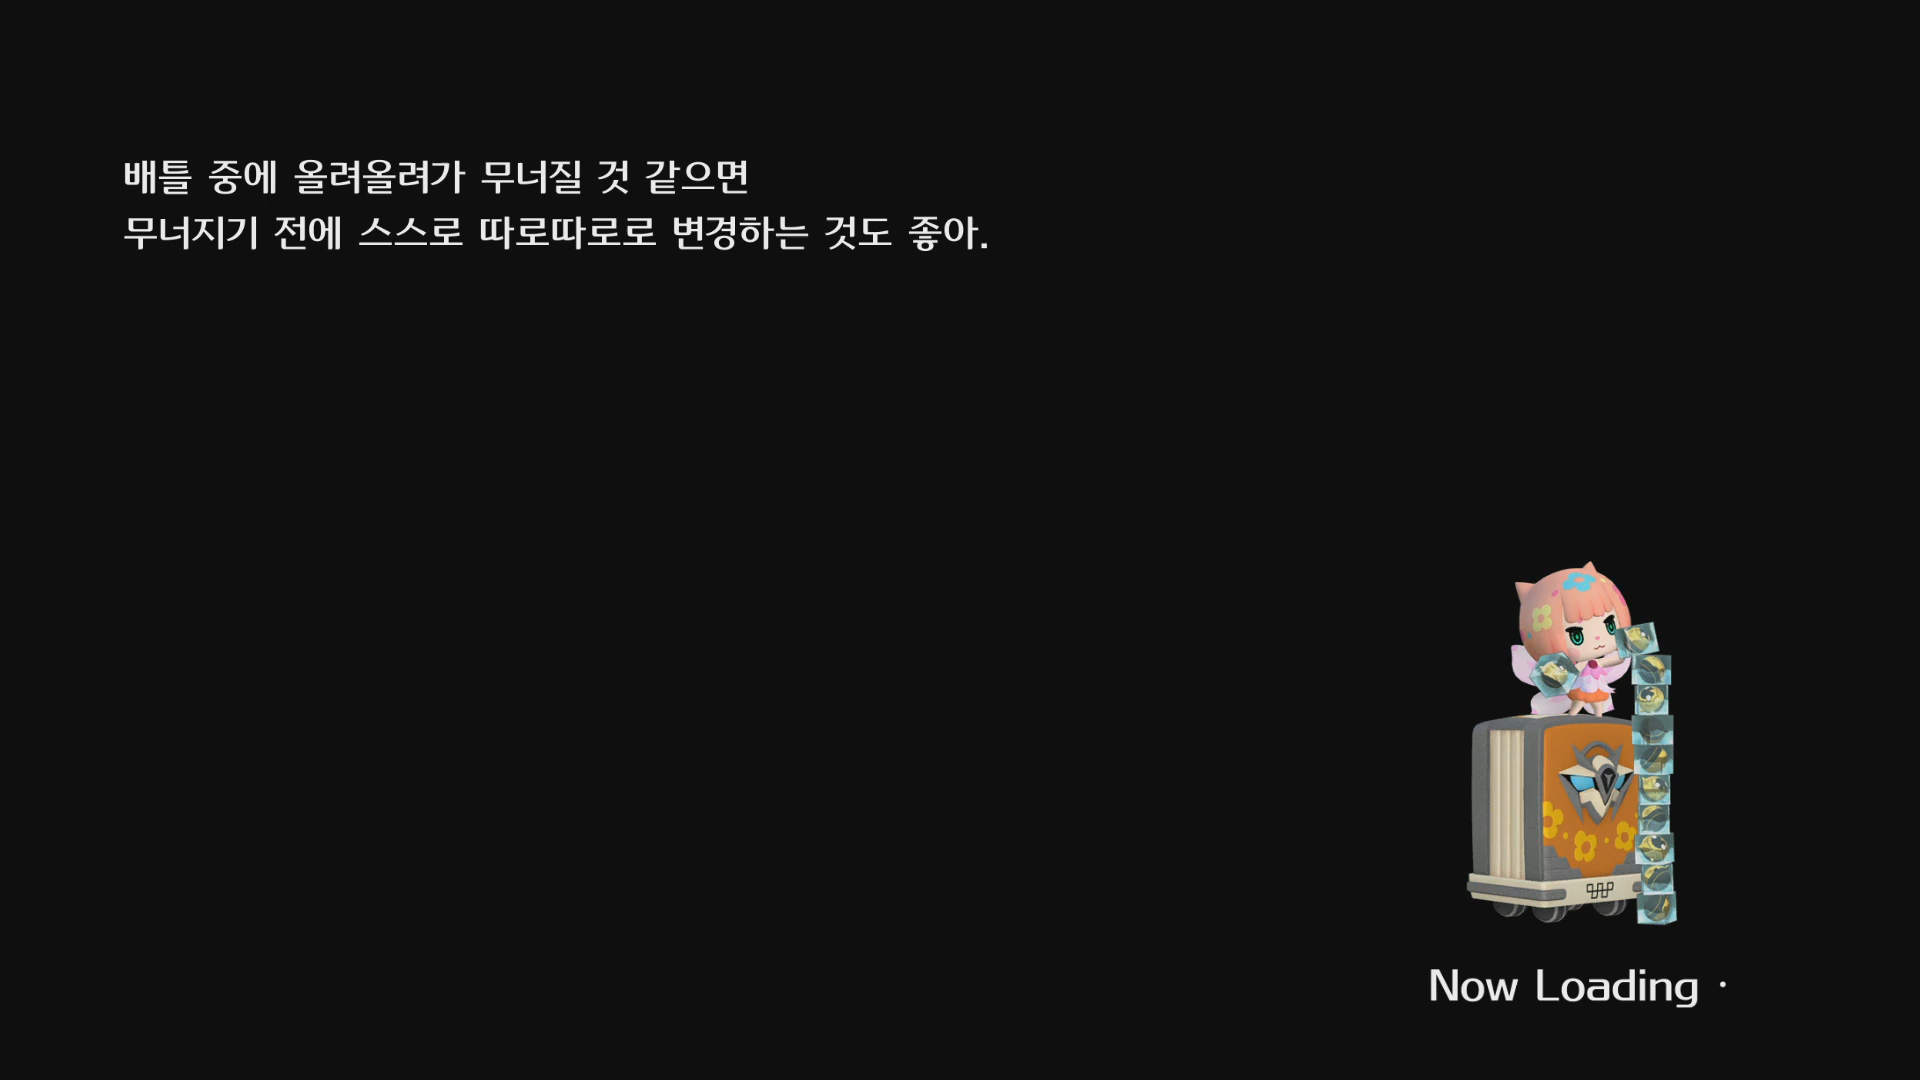 배틀 중에 올려올려가 무너질 것 같으면
무너지기 전에 스스로 따로따로로 변경하는 것도 좋아.
Now Loading ·